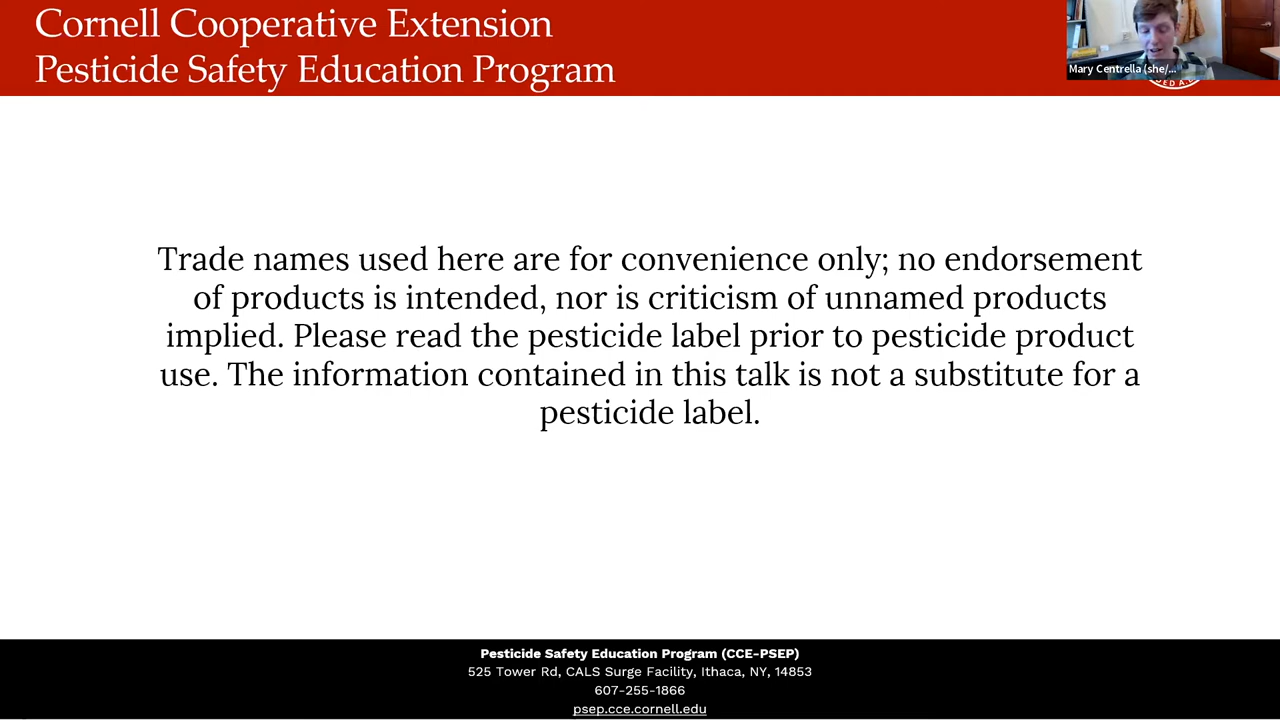 Cornell Cooperative Extension
Pesticide Safety Education Program
Mary Centrella (she/...
Trade names used here are for convenience only; no endorsement
of products is intended, nor is criticism of unnamed products
implied. Please read the pesticide label prior to pesticide product
use. The information contained in this talk is not a substitute for a
pesticide label.
Pesticide Safety Education Program (CCE-PSEP)
525 Tower Rd, CALS Surge Facility, Ithaca, NY, 14853
607-255-1866
psep.cce.cornell.edu